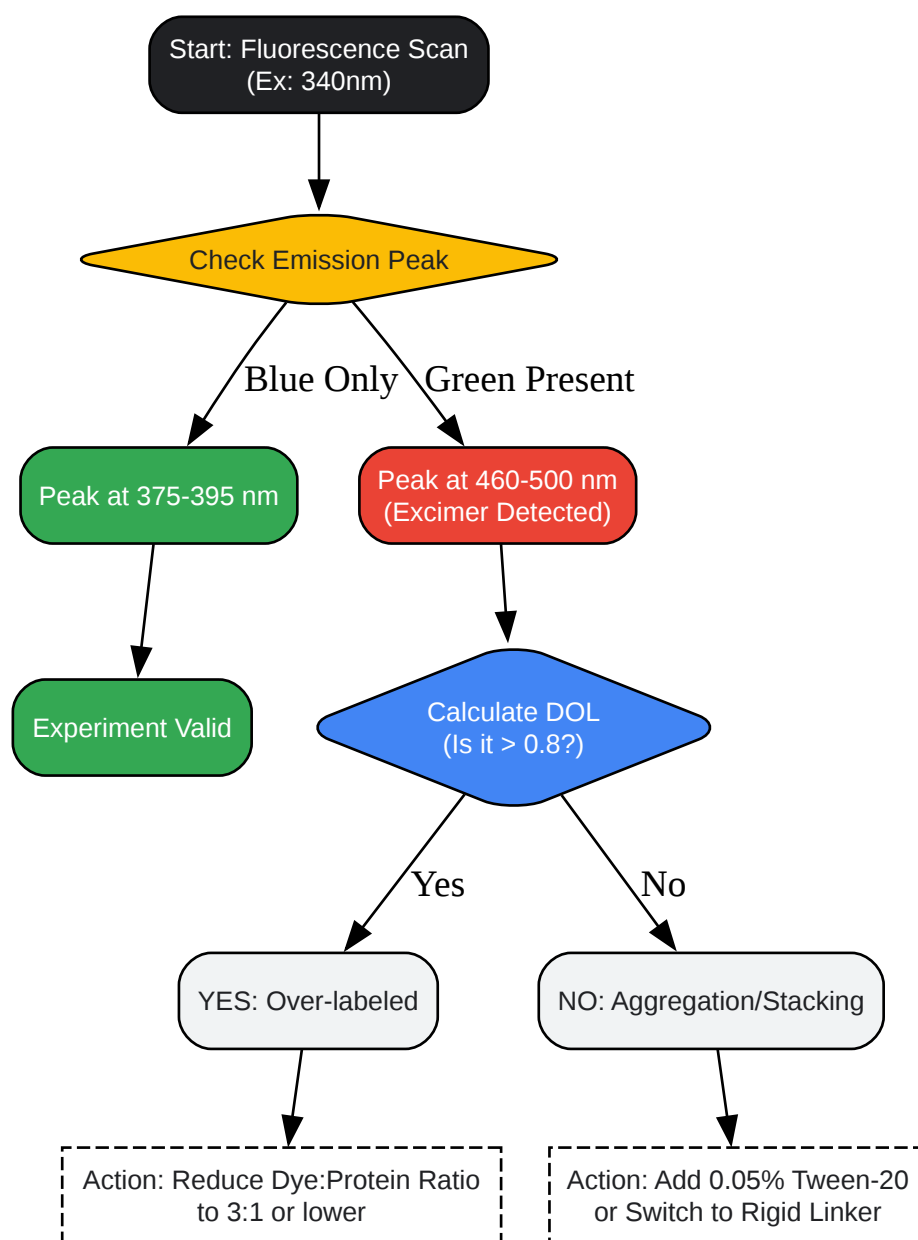 Start: Fluorescence Scan
(Ex: 340nm)
Check Emission Peak
Blue Only
Green Present
Peak at 375-395 nm
Peak at 460-500 nm
(Excimer Detected)
Experiment Valid
Calculate DOL
(Is it > 0.8?)
Yes
No
YES: Over-labeled
NO: Aggregation/Stacking
Action: Reduce Dye:Protein Ratio
to 3:1 or lower
Action: Add 0.05% Tween-20
or Switch to Rigid Linker